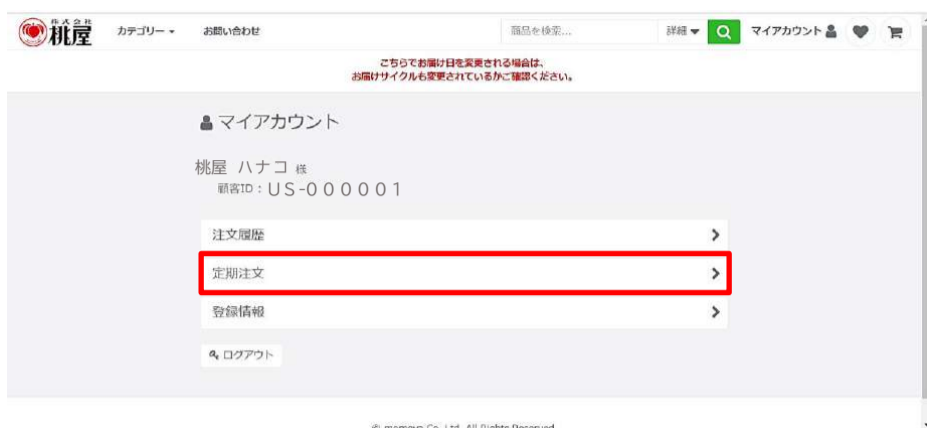 株式会社
桃屋 カテゴリー お問い合わせ 商品を検索... 詳細 マイアカウント
こちらでお届け日を変更される場合は、
お届けサイクルも変更されているかご確認ください。
マイアカウント
桃屋 ハナコ 様
顧客ID:US-000001
注文履歴
定期注文
登録情報
ログアウト
Co., Ltd. All Rights Reserved.